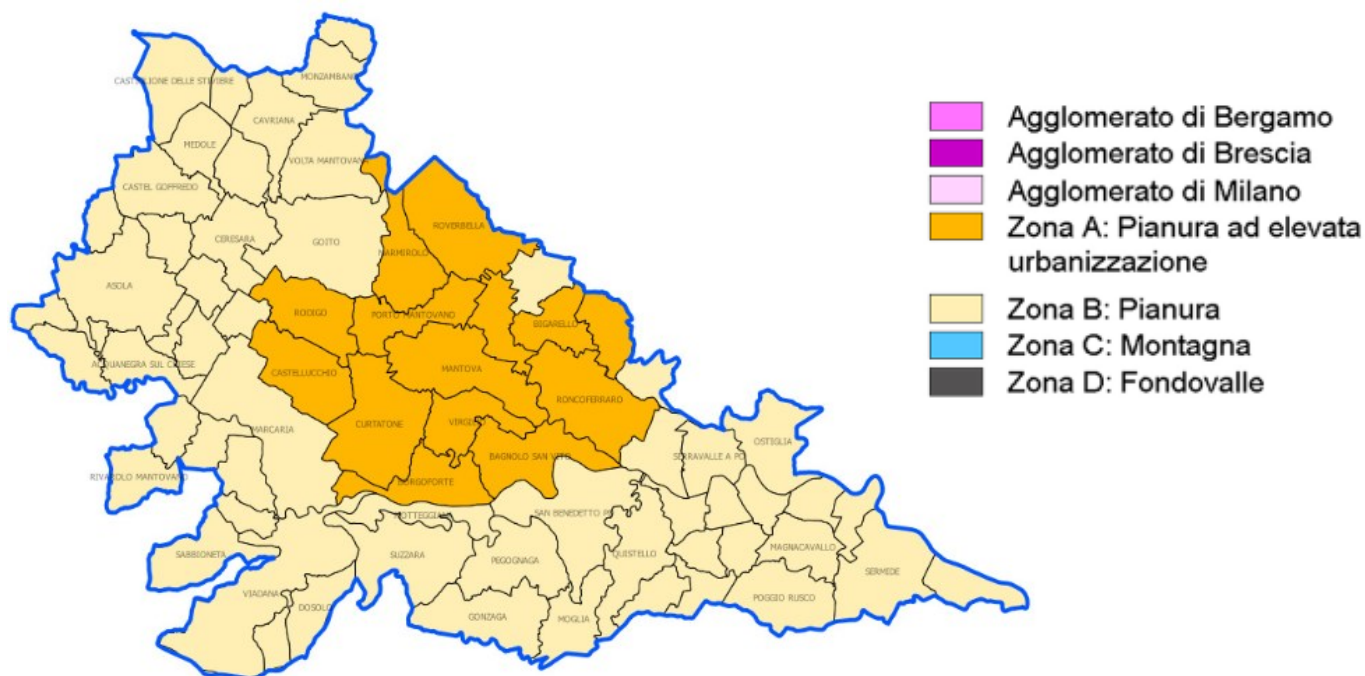 MONZAMBANO
CASTIGLIONE DELLE STIVIERE
CAVRIANA
MEDOLE
VOLTA MANTOVANA
CASTEL GOFFREDO
ROVERBELLA
CERESARA
GOITO
MARMIROLO
ASOLA
RODIGO
PORTO MANTOVANO
BIGARELLO
ACQUANEGRA SUL CHIESE
CASTELLUCCHIO
MANTOVA
RONCOFERRARO
CURTATONE
VIRGILIO
MARCARIA
OSTIGLIA
BAGNOLO SAN VITO
SERRAVALLE A PO
RIVAROLO MANTOVANO
BORGOFORTE
SAN BENEDETTO PO
MOTTEGGIANA
MAGNACAVALLO
SABBIONETA
SUZZARA
PEGOGNAGA
QUISTELLO
SERMIDE
VIADANA
POGGIO RUSCO
DOSOLO
GONZAGA
MOGLIA
Agglomerato di Bergamo
Agglomerato di Brescia
Agglomerato di Milano
Zona A: Pianura ad elevata
urbanizzazione
Zona B: Pianura
Zona C: Montagna
Zona D: Fondovalle